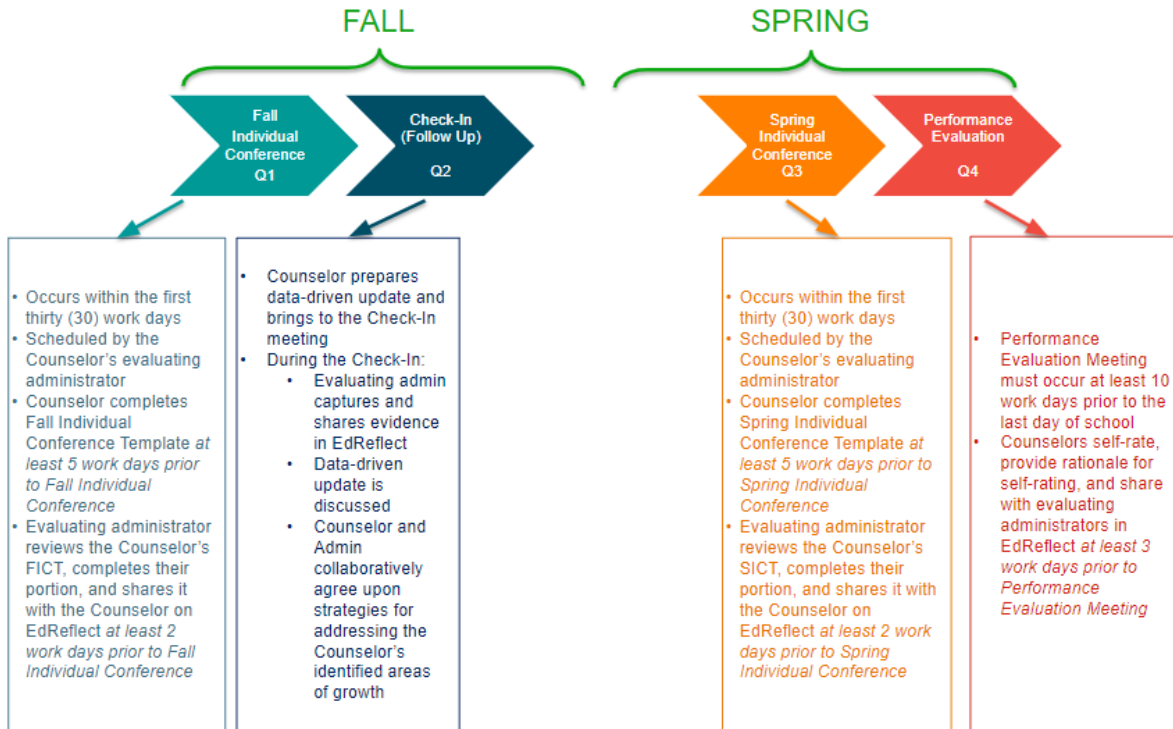 FALL
SPRING
Fall
Individual
Conference
Q1
Check-In
(Follow Up)
Q2
Spring
Individual
Conference
Q3
Performance
Evaluation
Q4
• Occurs within the first
thirty (30) work days
• Scheduled by the
Counselor's evaluating
administrator
• Counselor completes
Fall Individual
Conference Template at
least 5 work days prior
to Fall Individual
Conference
• Evaluating administrator
reviews the Counselor's
FICT, completes their
portion, and shares it
with the Counselor on
EdReflect at least 2
work days prior to Fall
Individual Conference
• Counselor prepares
data-driven update and
brings to the Check-In
meeting
• During the Check-In:
• Evaluating admin
captures and
shares evidence
in EdReflect
• Data-driven
update is
discussed
• Counselor and
Admin
collaboratively
agree upon
strategies for
addressing the
Counselor's
identified areas
of growth
• Occurs within the first
thirty (30) work days
• Scheduled by the
Counselor's evaluating
administrator
• Counselor completes
Spring Individual
Conference Template at
least 5 work days prior to
Spring Individual
Conference
• Evaluating administrator
reviews the Counselor's
SICT, completes their
portion, and shares it with
the Counselor on
EdReflect at least 2 work
days prior to Spring
Individual Conference
• Performance
Evaluation Meeting
must occur at least 10
work days prior to the
last day of school
• Counselors self-rate,
provide rationale for
self-rating, and share
with evaluating
administrators in
EdReflect at least 3
work days prior to
Performance
Evaluation Meeting